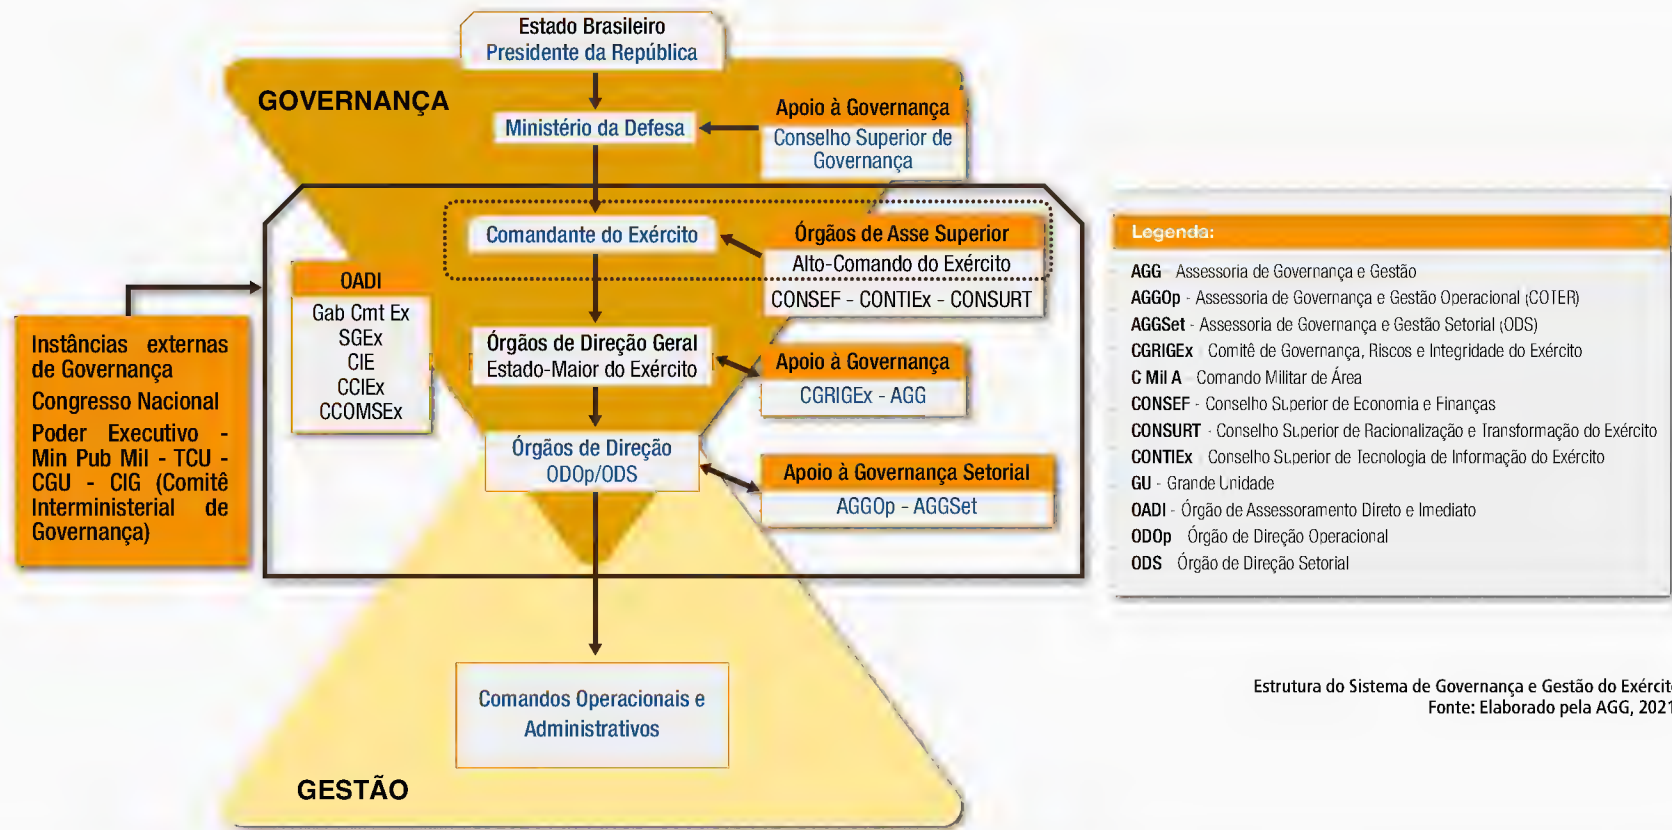 Estado Brasileiro
Presidente da República
GOVERNANÇA
Ministério da Defesa
Apoio à Governança
Conselho Superior de
Governança
Comandante do Exército
Órgãos de Asse Superior
Alto-Comando do Exército
CONSEF - CONTIEx - CONSURT
OADI
Gab Cmt Ex
SGEx
CIE
CCIEx
CCOMSEx
Instâncias externas
de Governança
Congresso Nacional
Poder Executivo -
Min Pub Mil - TCU -
CGU - CIG (Comitê
Interministerial de
Governança)
Órgãos de Direção Geral
Estado-Maior do Exército
Apoio à Governança
CGRIGEx - AGG
Órgãos de Direção
ODOp/ODS
Apoio à Governança Setorial
AGGOp - AGGSet
Comandos Operacionais e
Administrativos
GESTÃO
Legenda:
AGG Assessoria de Governança e Gestão
AGGOp - Assessoria de Governança e Gestão Operacional (COTER)
AGGSet - Assessoria de Governança e Gestão Setorial (ODS)
CGRIGEx Comitê de Governança, Riscos e Integridade do Exército
C Mil A Comando Militar de Área
CONSEF - Conselho Superior de Economia e Finanças
CONSURT - Conselho Superior de Racionalização e Transformação do Exército
CONTIEx - Conselho Superior de Tecnologia de Informação do Exército
GU - Grande Unidade
OADI - Órgão de Assessoramento Direto e Imediato
ODOp Órgão de Direção Operacional
ODS Órgão de Direção Setorial
Estrutura do Sistema de Governança e Gestão do Exércit
Fonte: Elaborado pela AGG, 2021